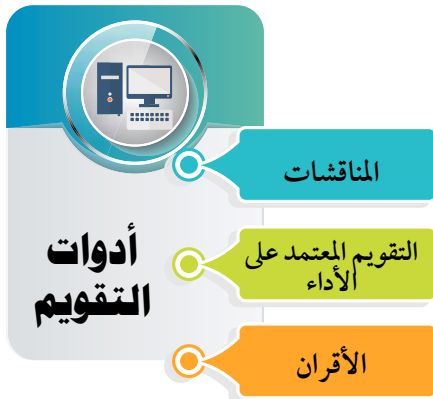 أدوات
التقويم
المناقشات
التقويم المعتمد على
الأداء
الأقران